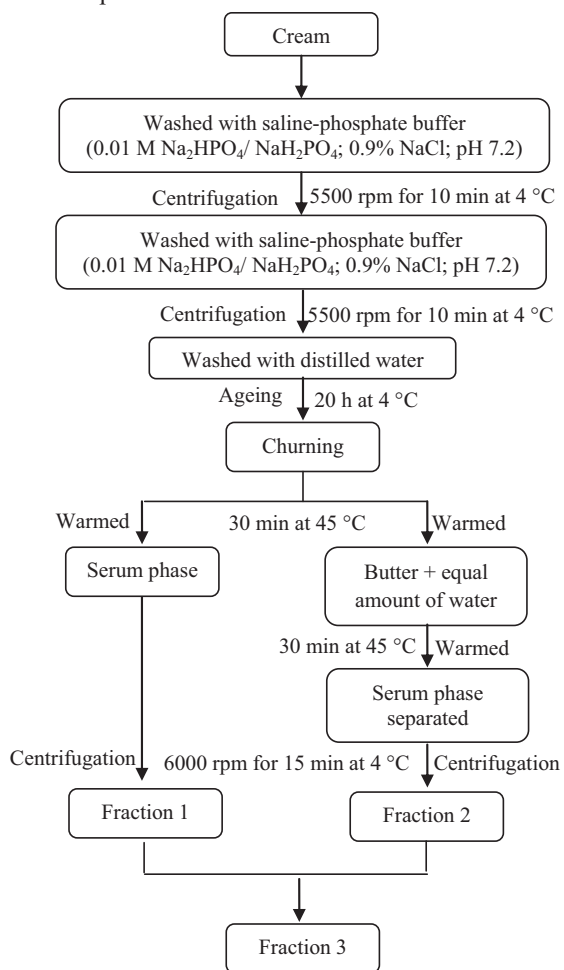 Cream
Washed with saline-phosphate buffer
(0.01 M Na₂HPO₄/ NaH₂PO₄; 0.9% NaCl; pH 7.2)
Centrifugation 5500 rpm for 10 min at 4 °C
Washed with saline-phosphate buffer
(0.01 M Na₂HPO₄/ NaH₂PO₄; 0.9% NaCl; pH 7.2)
Centrifugation 5500 rpm for 10 min at 4 °C
Washed with distilled water
Ageing 20 h at 4 °C
Churning
Warmed 30 min at 45 °C Warmed
Serum phase
Butter + equal
amount of water
30 min at 45 °C Warmed
Serum phase
separated
Centrifugation 6000 rpm for 15 min at 4 °C Centrifugation
Fraction 1 Fraction 2
Fraction 3